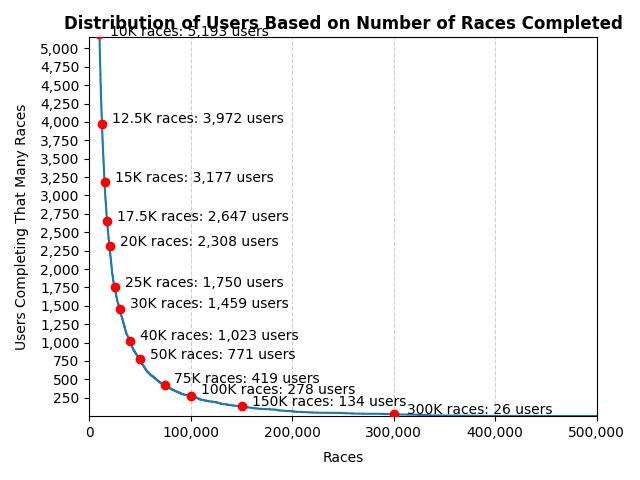 Distribution of Users Based on Number of Races Completed
10K races: 5,193 users
12.5K races: 3,972 users
15K races: 3,177 users
17.5K races: 2,647 users
20K races: 2,308 users
25K races: 1,750 users
30K races: 1,459 users
40K races: 1,023 users
50K races: 771 users
75K races: 419 users
100K races: 278 users
150K races: 134 users
300K races: 26 users
Users Completing That Many Races
5,000
4,750
4,500
4,250
4,000
3,750
3,500
3,250
3,000
2,750
2,500
2,250
2,000
1,750
1,500
1,250
1,000
750
500
250
0
100,000
200,000
300,000
400,000
500,000
Races